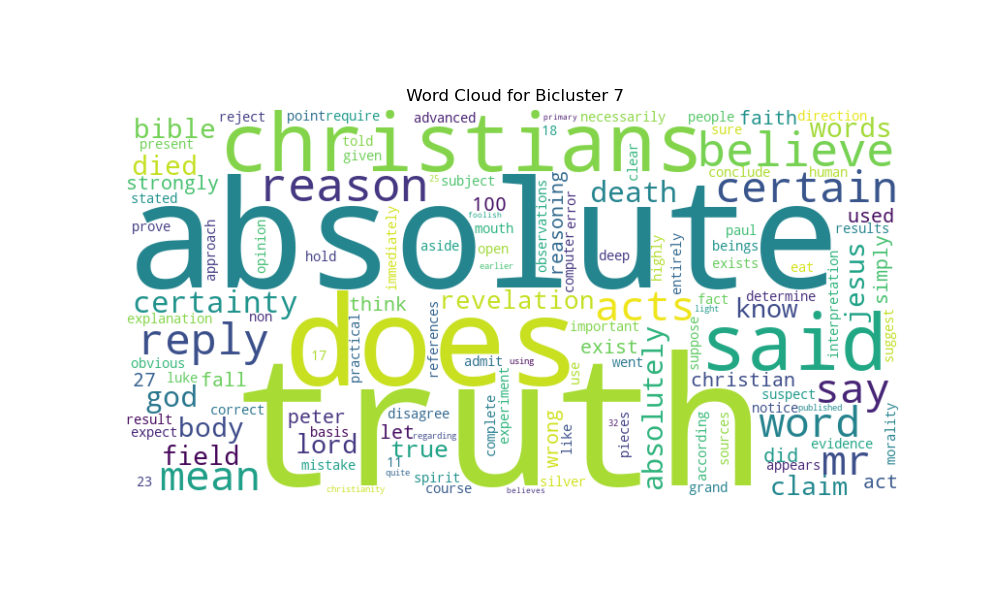 Word Cloud for Bicluster 7
reject pointrequire advanced primary necessarily people direction
bible christians 18 faith words
present told given clear sure believe
died reason 25 subject conclude human
strongly 100 reasoning death certain
stated absolute foolish used
prove approach opinion hold immediately aside mouth open earlier observations computer error deep highly entirely paul beings exists eat results
certainty think revelation acts fact light know determine interpretation jesus simply
explanation non practical references important suppose suggest
reply does said
obvious 17 admit using exist went
27 luke fall truth absolutely christian say
god correct peter disagree complete experiment use suspect notice published
result body basis let regarding wrong like 32 pieces word morality
expect lord true according sources did evidence
field mistake 11 quite spirit appears mr
23 mean christianity course believes silver grand claim act